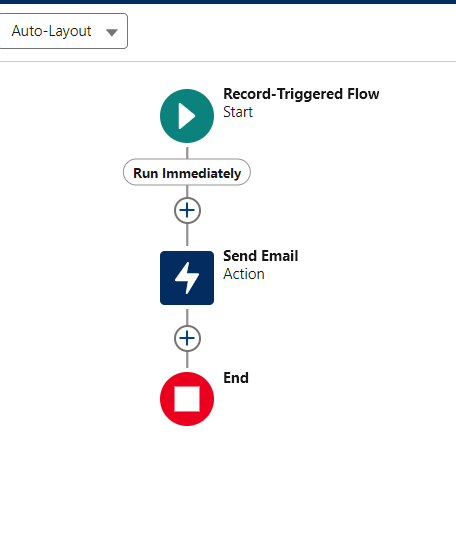 Auto-Layout
Record-Triggered Flow
Start
Run Immediately
Send Email
Action
End